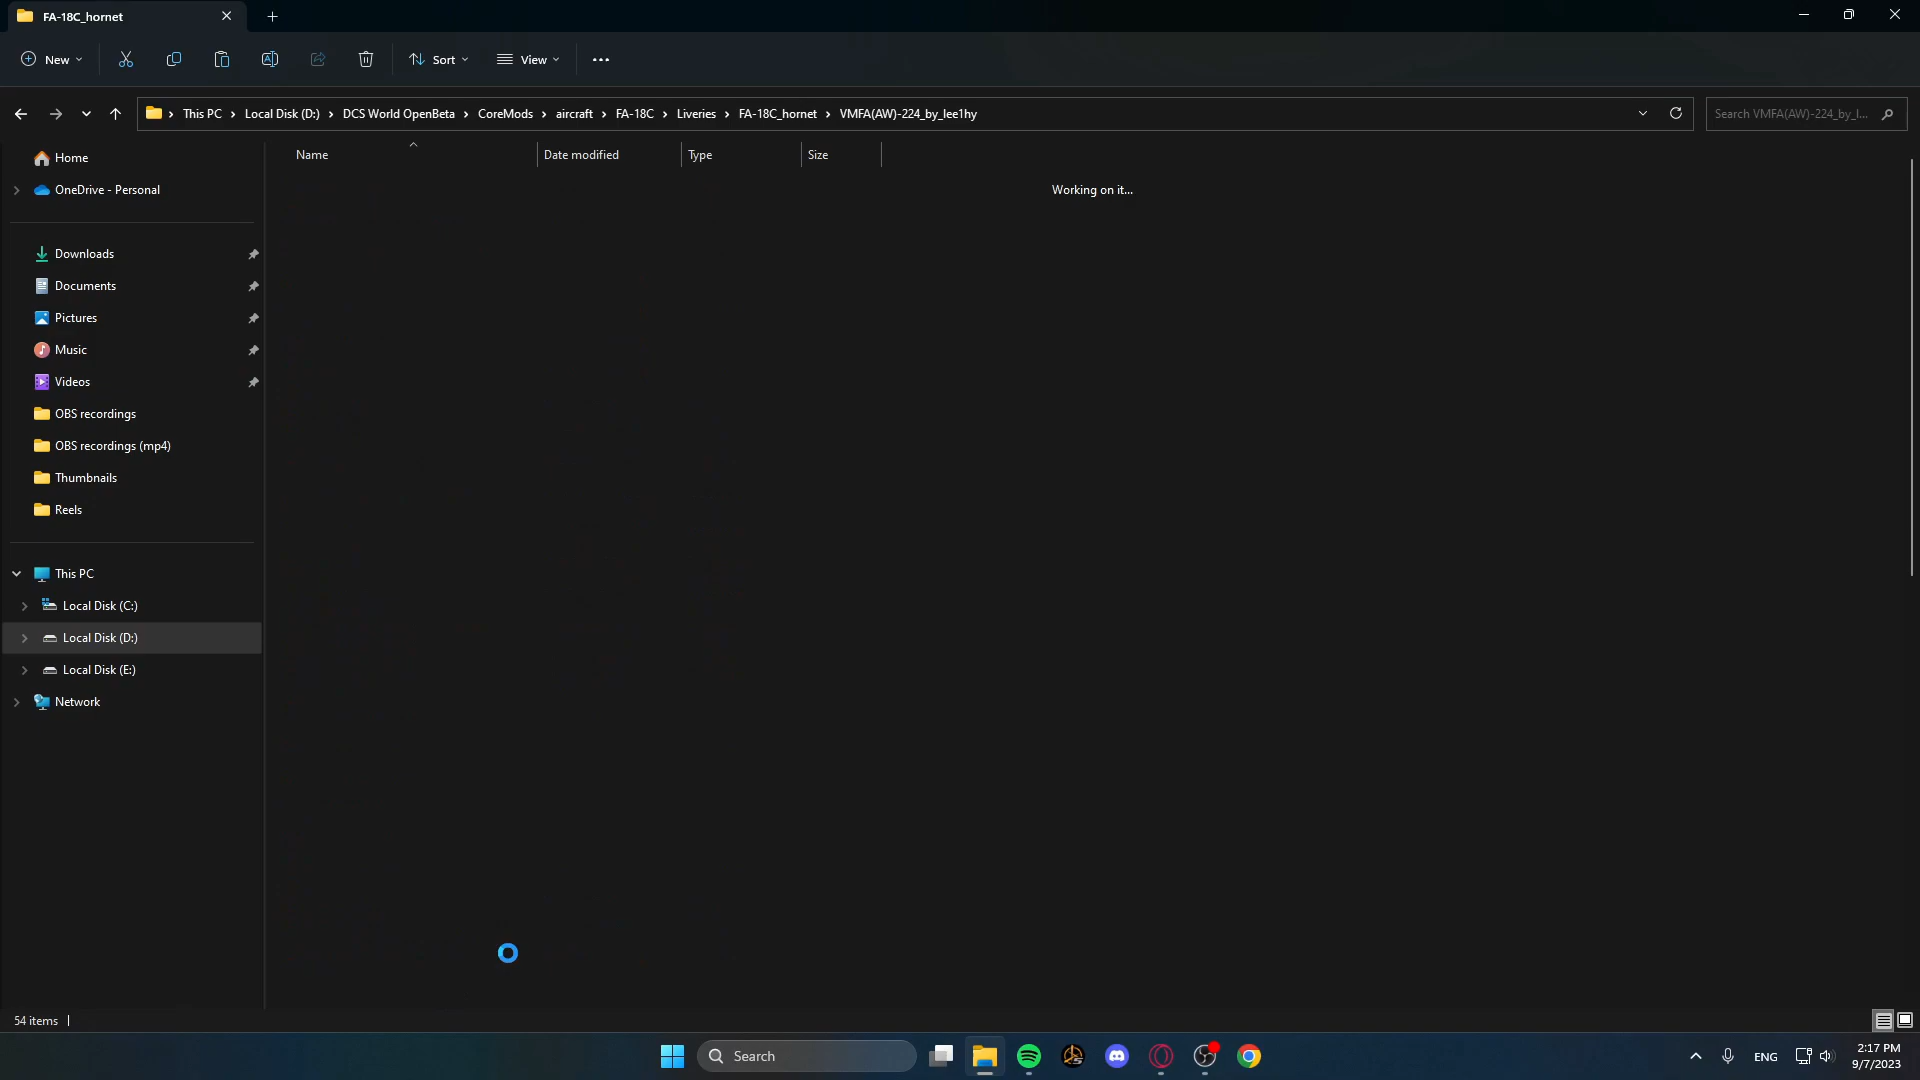 FA-18C_hornet
New
Sort
View
This PC > Local Disk (D:) > DCS World OpenBeta > CoreMods > aircraft > FA-18C > Liveries > FA-18C_hornet > VMFA(AW)-224_by_lee1hy
Search VMFA(AW)-224_by_l...
Name
Date modified
Type
Size
Working on it...
Home
OneDrive - Personal
Downloads
Documents
Pictures
Music
Videos
OBS recordings
OBS recordings (mp4)
Thumbnails
Reels
This PC
Local Disk (C:)
Local Disk (D:)
Local Disk (E:)
Network
54 items
Search
ENG
2:17 PM
9/7/2023